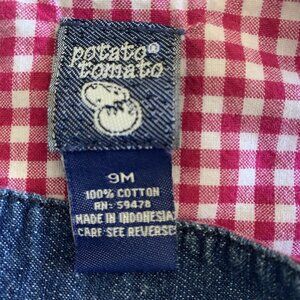 potato®
tomato
9M
100% COTTON
RN: 59478
MADE IN INDONESIA
CARE SEE REVERSE